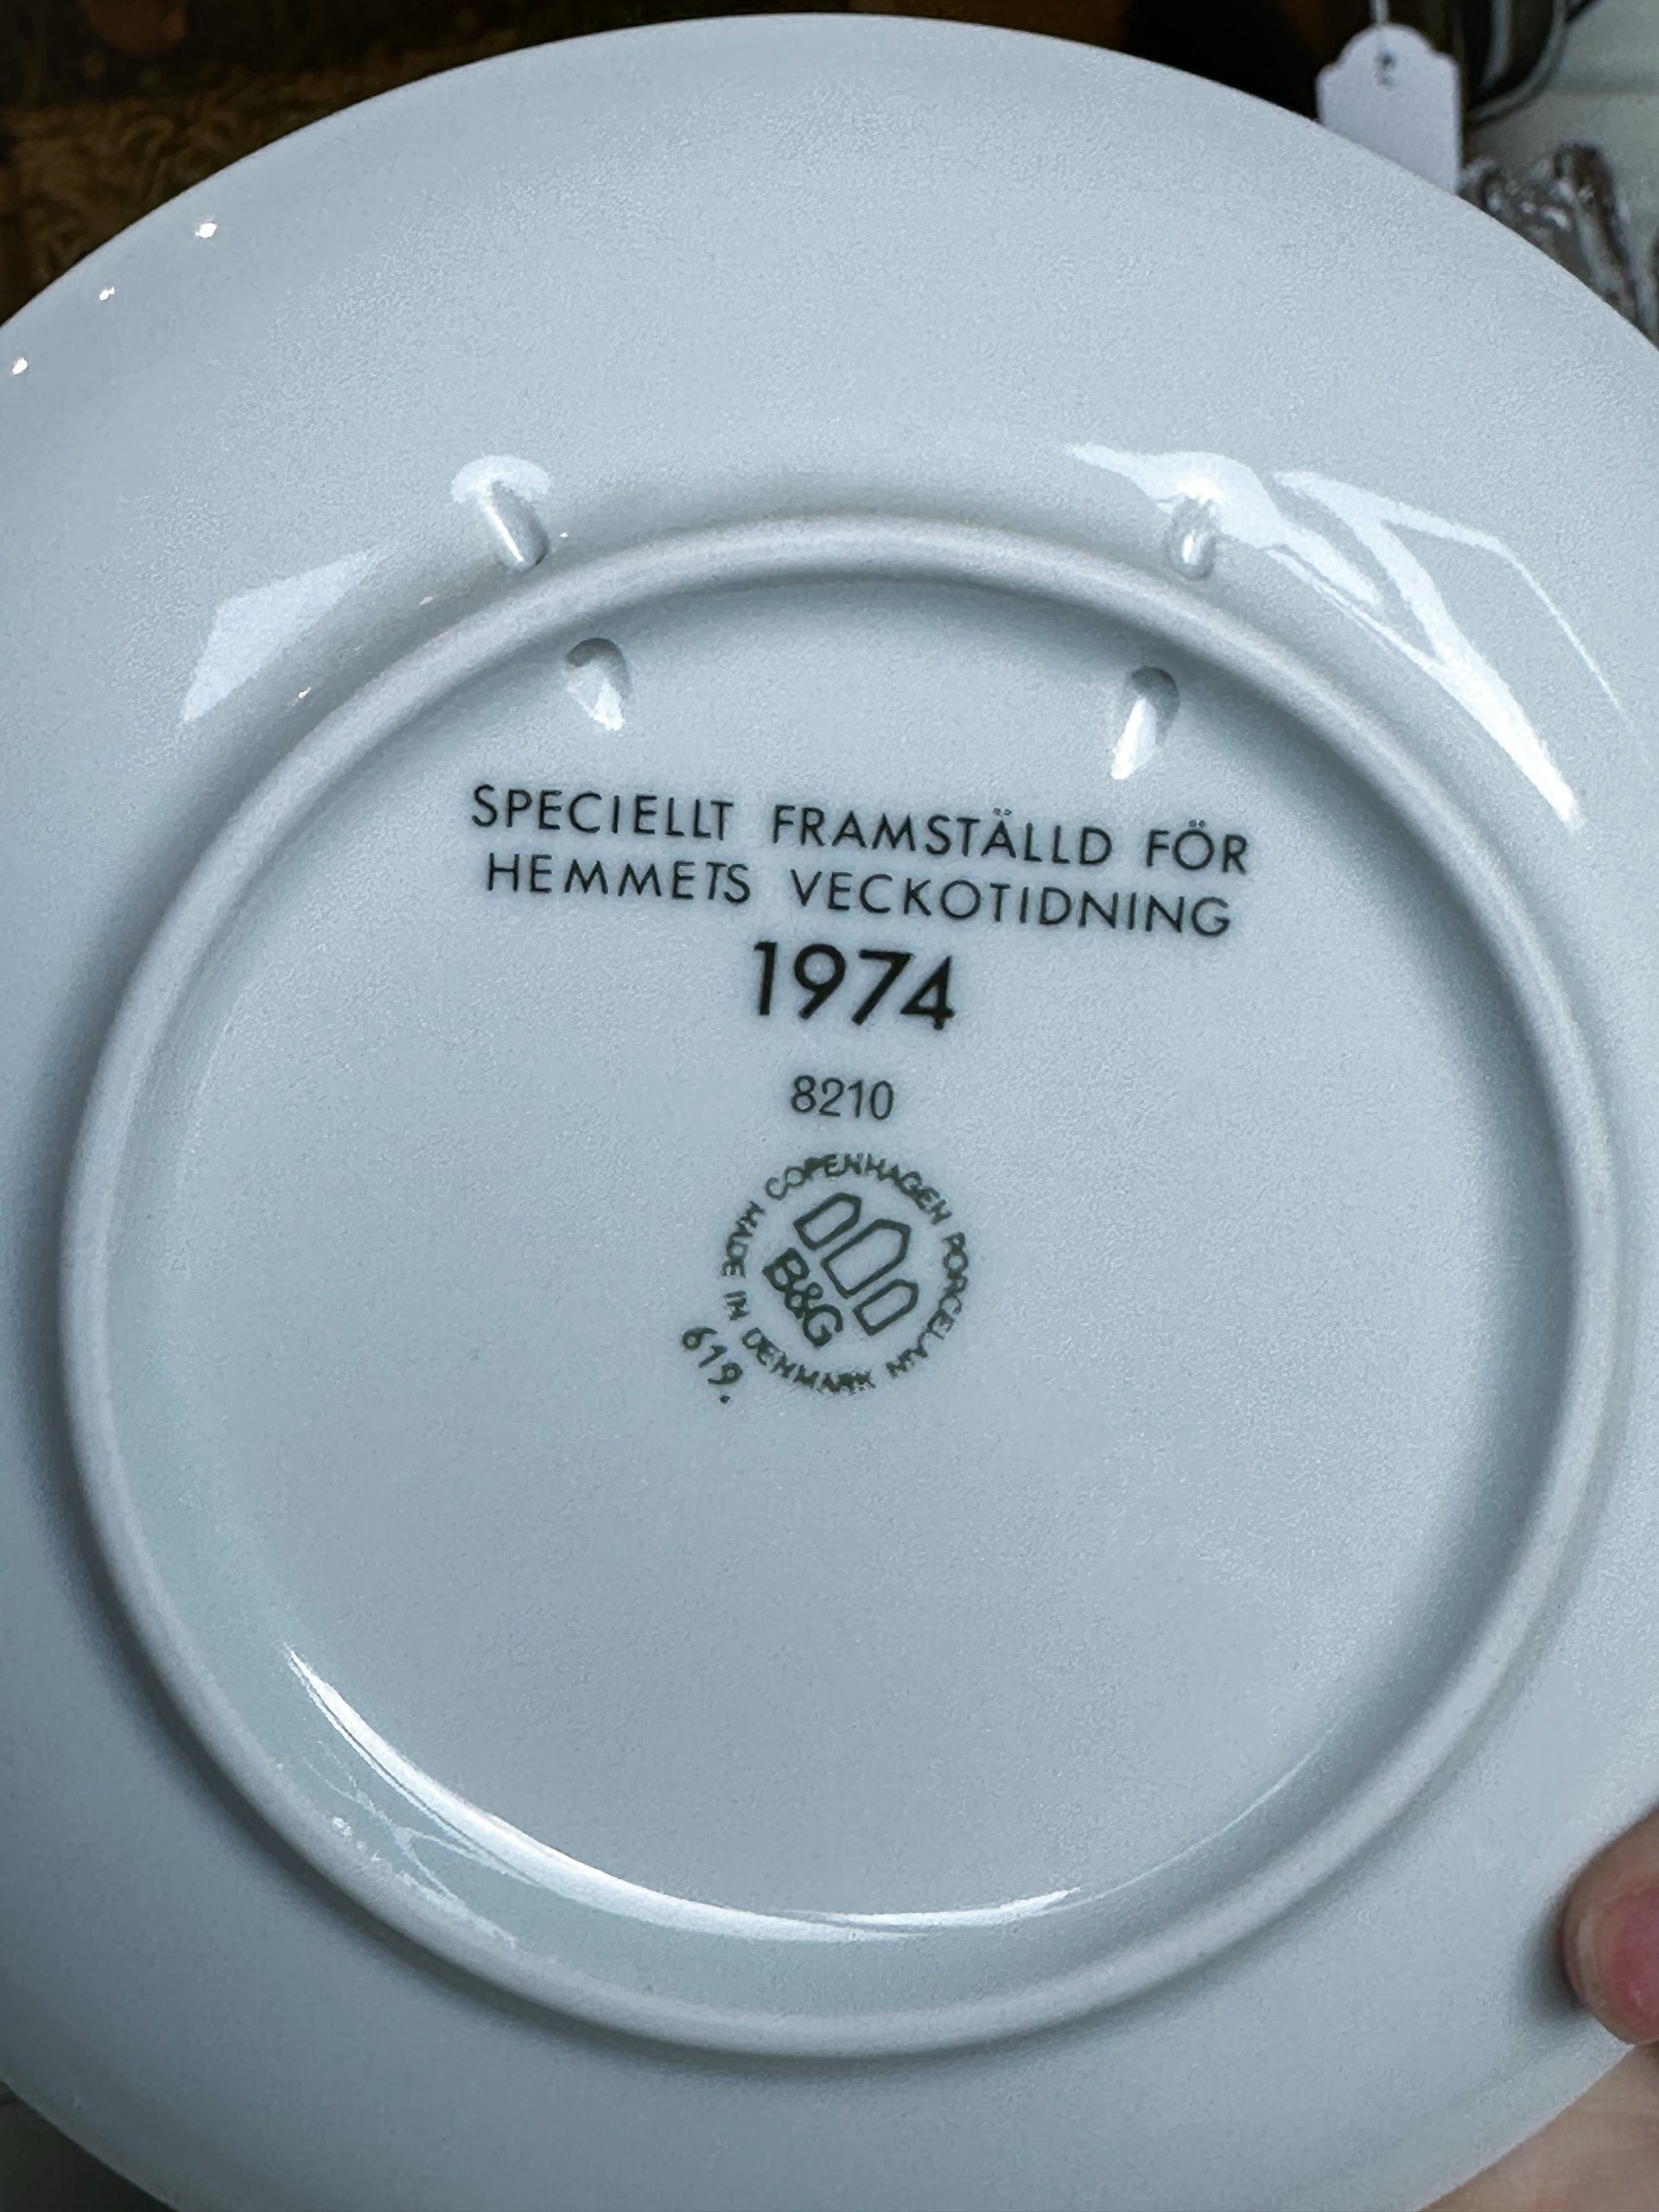 SPECIELLT FRAMSTÄLLD FÖR
HEMMETS VECKOTIDNING
1974
8210
COPENHAGEN PORCELAIN
MADE IN DENMARK
B&G
619.